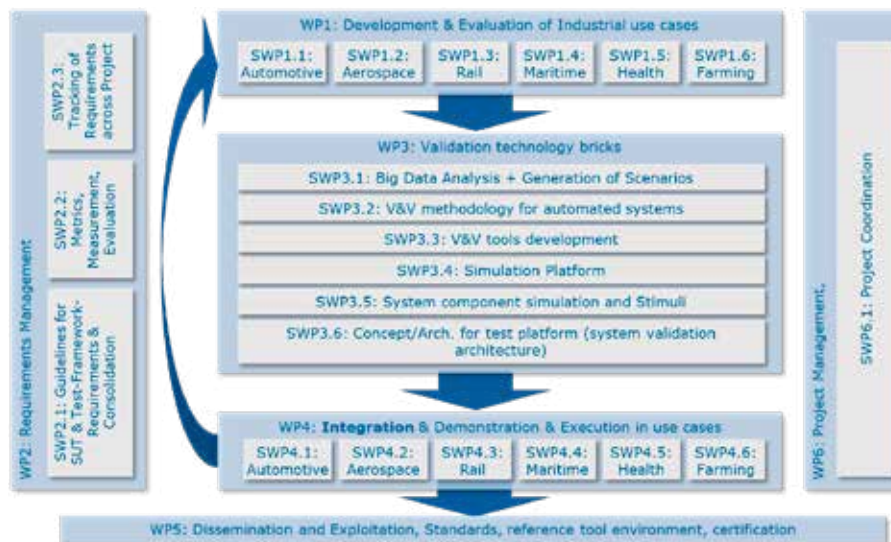 WP1: Development & Evaluation of Industrial use cases
SWP1.1:
Automotive
SWP1.2:
Aerospace
SWP1.3:
Rail
SWP1.4:
Maritime
SWP1.5:
Health
SWP1.6:
Farming
WP2: Requirements Management
SWP2.3:
Tracking of
Requirements
across Project
SWP2.2:
Metrics,
Measurement,
Evaluation
SWP2.1: Guidelines for
SUT & Test-Framework-
Requirements &
Consolidation
WP3: Validation technology bricks
SWP3.1: Big Data Analysis + Generation of Scenarios
SWP3.2: V&V methodology for automated systems
SWP3.3: V&V tools development
SWP3.4: Simulation Platform
SWP3.5: System component simulation and Stimuli
SWP3.6: Concept/Arch. for test platform (system validation
architecture)
WP4: Integration & Demonstration & Execution in use cases
SWP4.1:
Automotive
SWP4.2:
Aerospace
SWP4.3:
Rail
SWP4.4:
Maritime
SWP4.5:
Health
SWP4.6:
Farming
WP6: Project Management,
SWP6.1: Project Coordination
WP5: Dissemination and Exploitation, Standards, reference tool environment, certification